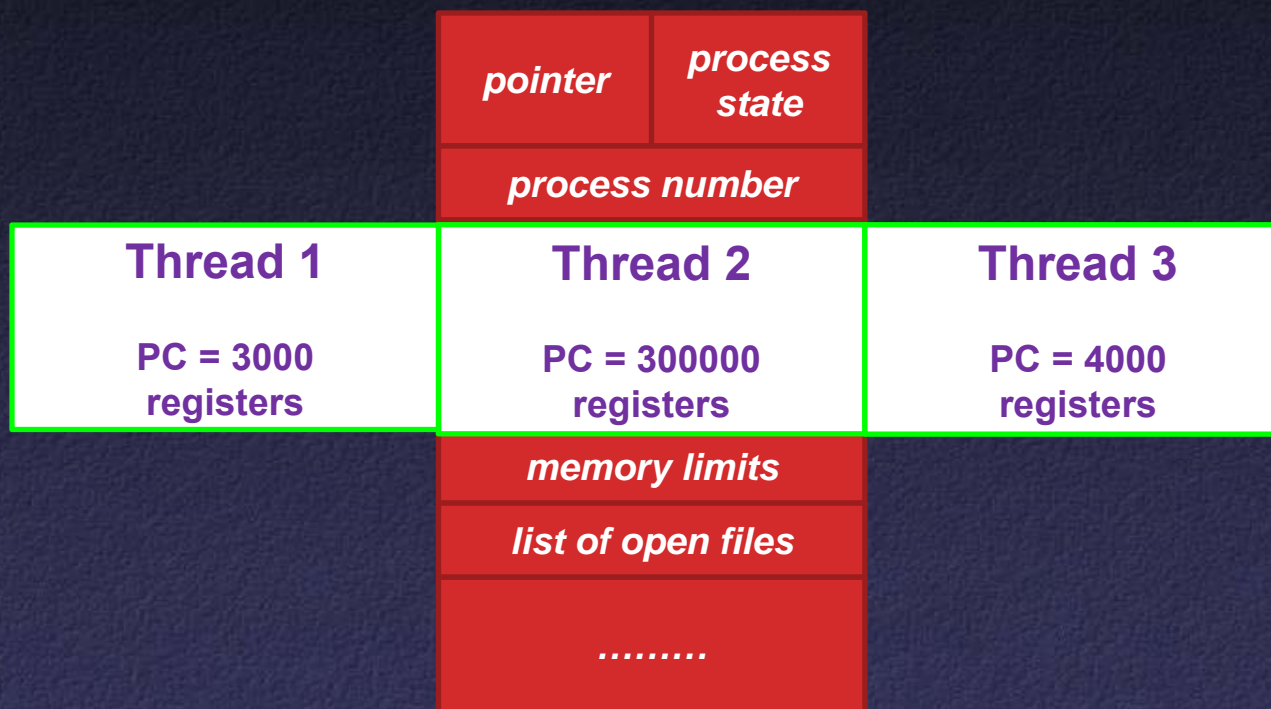 pointer
process
state
process number
Thread 1
PC = 3000
registers
Thread 2
PC = 300000
registers
Thread 3
PC = 4000
registers
memory limits
list of open files
………